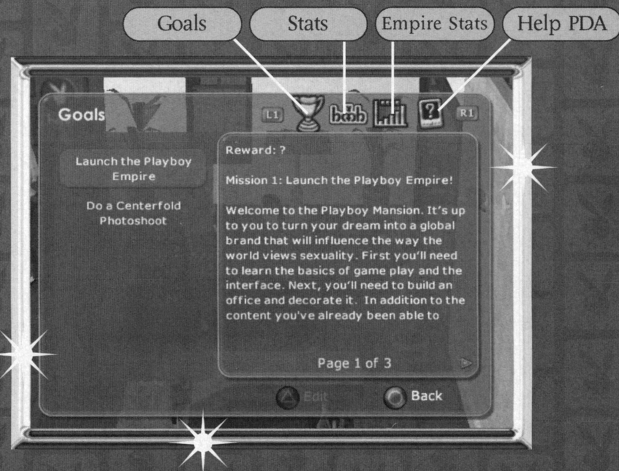 Goals
Stats
Empire Stats
Help PDA
Goals
L1
R1
?
Launch the Playboy
Empire
Do a Centerfold
Photoshoot
Reward: ?
Mission 1: Launch the Playboy Empire!
Welcome to the Playboy Mansion. It's up
to you to turn your dream into a global
brand that will influence the way the
world views sexuality. First you'll need
to learn the basics of game play and the
interface. Next, you'll need to build an
office and decorate it. In addition to the
content you've already been able to
Page 1 of 3
Edit
Back